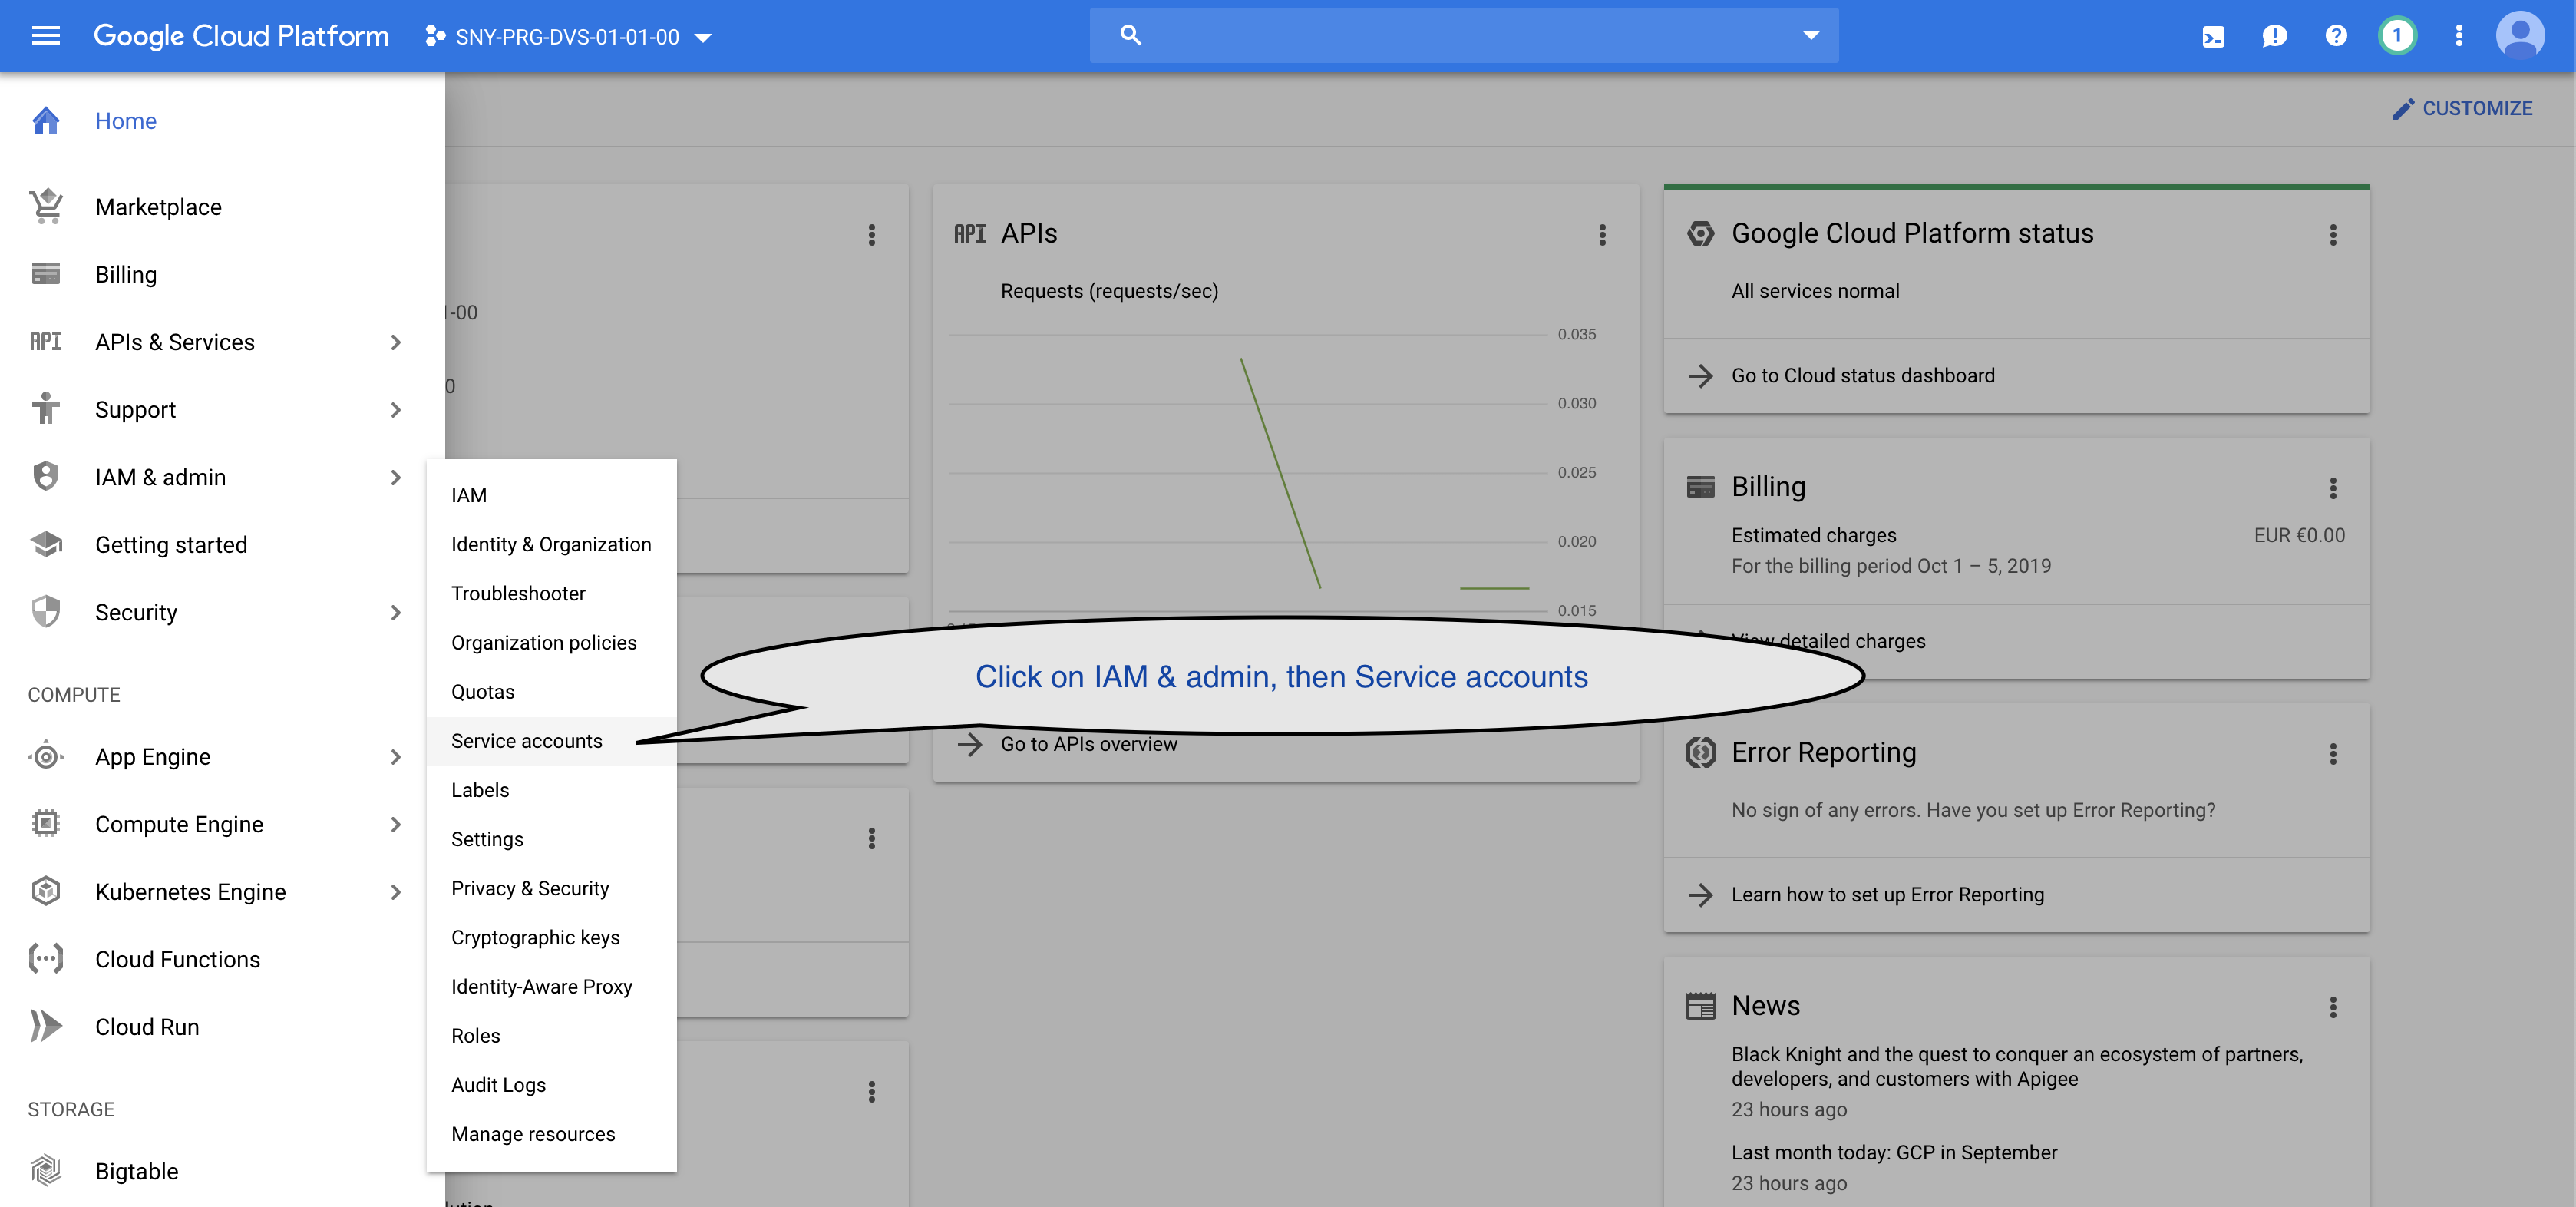 Google Cloud Platform
SNY-PRG-DVS-01-01-00
1
CUSTOMIZE
Home
Marketplace
Billing
API
APIs & Services
Support
IAM & admin
Getting started
Security
COMPUTE
App Engine
Compute Engine
Kubernetes Engine
Cloud Functions
Cloud Run
STORAGE
Bigtable
IAM
Identity & Organization
Troubleshooter
Organization policies
Quotas
Service accounts
Labels
Settings
Privacy & Security
Cryptographic keys
Identity-Aware Proxy
Roles
Audit Logs
Manage resources
-00
0
API
APIs
Requests (requests/sec)
0.035
0.030
0.025
0.020
0.015
Click on IAM & admin, then Service accounts
Go to APIs overview
Google Cloud Platform status
All services normal
Go to Cloud status dashboard
Billing
Estimated charges
EUR €0.00
For the billing period Oct 1 – 5, 2019
View detailed charges
Error Reporting
No sign of any errors. Have you set up Error Reporting?
Learn how to set up Error Reporting
News
Black Knight and the quest to conquer an ecosystem of partners,
developers, and customers with Apigee
23 hours ago
Last month today: GCP in September
23 hours ago